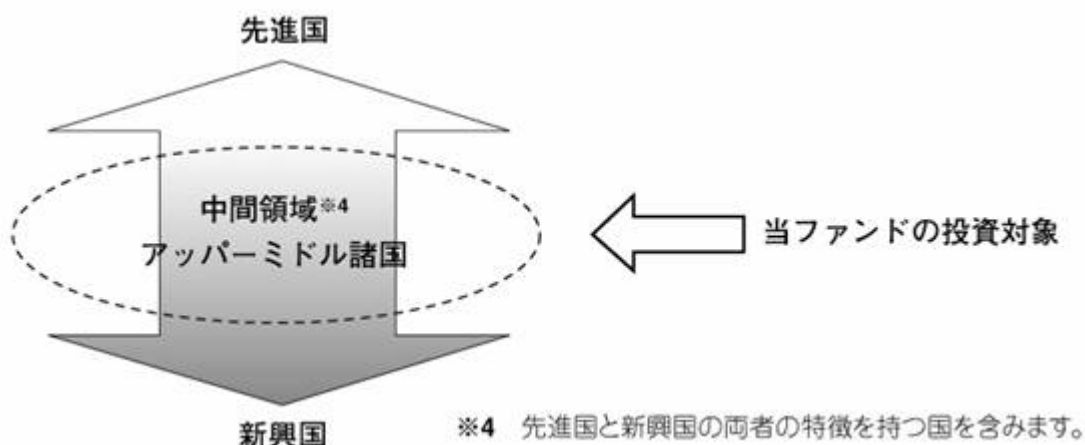 先進国
中間領域※4
アッパーミドル諸国
当ファンドの投資対象
新興国
※4 先進国と新興国の両者の特徴を持つ国を含みます。